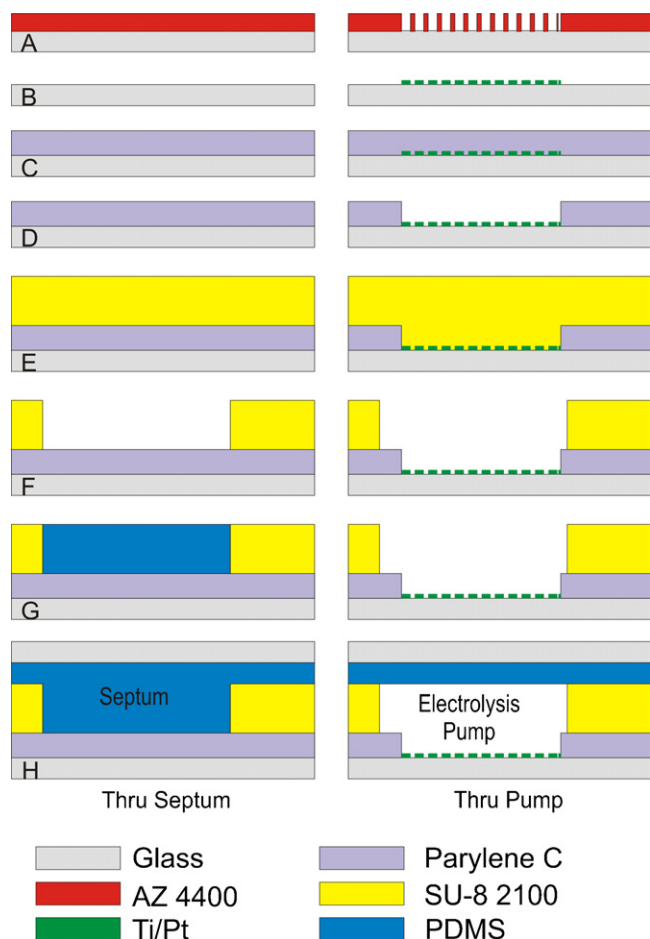 A
B
C
D
E
F
G
Septum
Electrolysis
Pump
H
Thru Septum
Thru Pump
Glass
Parylene C
AZ 4400
SU-8 2100
Ti/Pt
PDMS